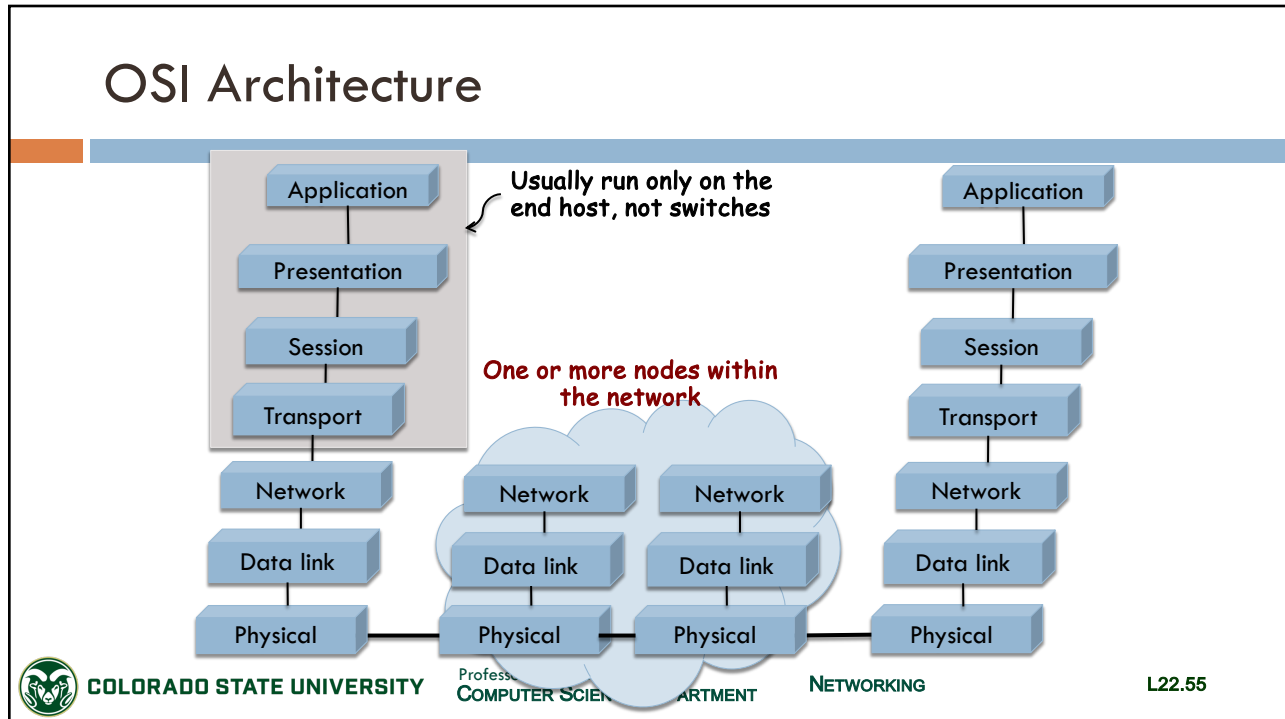 OSI Architecture
Application
Presentation
Session
Transport
Network
Data link
Physical
Usually run only on the
end host, not switches
One or more nodes within
the network
Network
Data link
Physical
Network
Data link
Physical
Application
Presentation
Session
Transport
Network
Data link
Physical
COLORADO STATE UNIVERSITY
COMPUTER
NETWORKING
L22.55